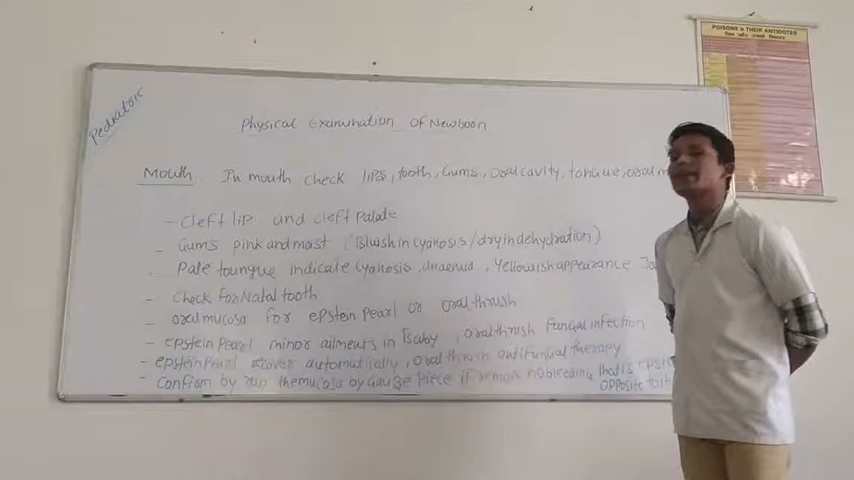 POISONS & THEIR ANTIDOTES
Pediatric
Physical Examination Of Newboon
Mouth. In mouth check lips, tooth, Gums, Oral cavity, tongue, oral m
- Cleft lip and cleft palate
- Gums pink and moist (Bluish in cyanosis / dry in dehydration)
- Pale toungue indicate cyanosis, anaemia, Yellowish appearance
- Check for Natal tooth
- Oral mucosa for epstein pearl or oral thrush
- epstein Pearl minor ailments in baby, oral thrush Fungal infection
- epstein Pearl recover automatically, oral thrush antifungal therapy
- Confirm by rub the mucosa by Gauze piece if remove no bleeding that is epst
opposite to it